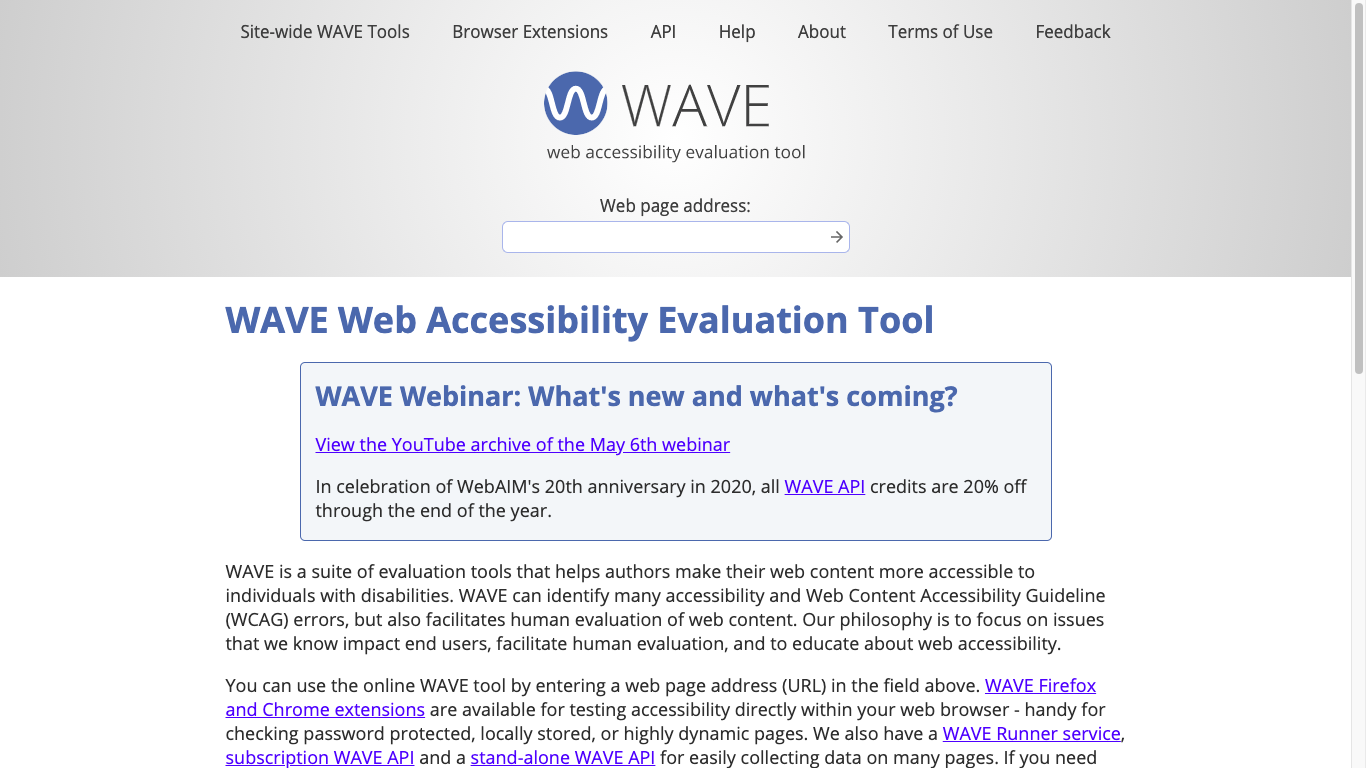 Site-wide WAVE Tools Browser Extensions API Help About Terms of Use Feedback
WAVE
web accessibility evaluation tool
Web page address:
WAVE Web Accessibility Evaluation Tool
WAVE Webinar: What's new and what's coming?
View the YouTube archive of the May 6th webinar
In celebration of WebAIM's 20th anniversary in 2020, all WAVE API credits are 20% off
through the end of the year.
WAVE is a suite of evaluation tools that helps authors make their web content more accessible to
individuals with disabilities. WAVE can identify many accessibility and Web Content Accessibility Guideline
(WCAG) errors, but also facilitates human evaluation of web content. Our philosophy is to focus on issues
that we know impact end users, facilitate human evaluation, and to educate about web accessibility.
You can use the online WAVE tool by entering a web page address (URL) in the field above. WAVE Firefox
and Chrome extensions are available for testing accessibility directly within your web browser - handy for
checking password protected, locally stored, or highly dynamic pages. We also have a WAVE Runner service,
subscription WAVE API and a stand-alone WAVE API for easily collecting data on many pages. If you need